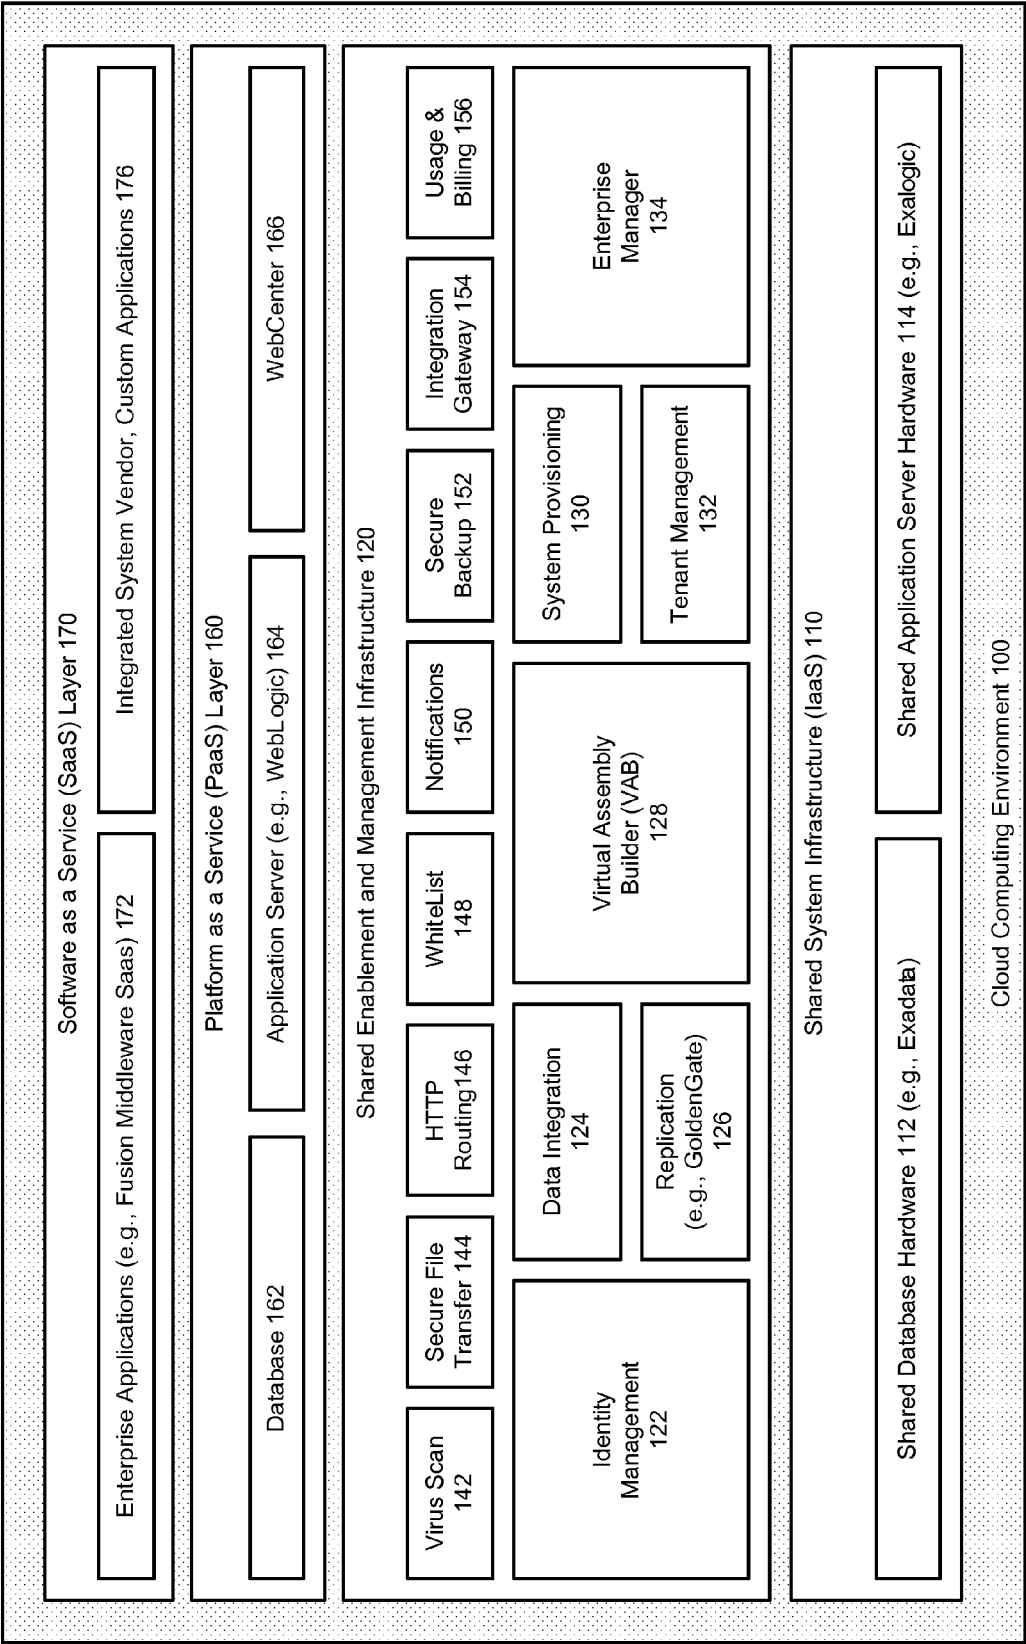 Software as a Service (SaaS) Layer 170
Enterprise Applications (e.g., Fusion Middleware Saas) 172
Integrated System Vendor, Custom Applications 176
Platform as a Service (PaaS) Layer 160
Database 162
Application Server (e.g., WebLogic) 164
WebCenter 166
Shared Enablement and Management Infrastructure 120
Virus Scan
142
Secure File
Transfer 144
HTTP
Routing146
WhiteList
148
Notifications
150
Secure
Backup 152
Integration
Gateway 154
Usage &
Billing 156
Identity
Management
122
Data Integration
124
Replication
(e.g., GoldenGate)
126
Virtual Assembly
Builder (VAB)
128
System Provisioning
130
Tenant Management
132
Enterprise
Manager
134
Shared System Infrastructure (IaaS) 110
Shared Database Hardware 112 (e.g., Exadata)
Shared Application Server Hardware 114 (e.g., Exalogic)
Cloud Computing Environment 100